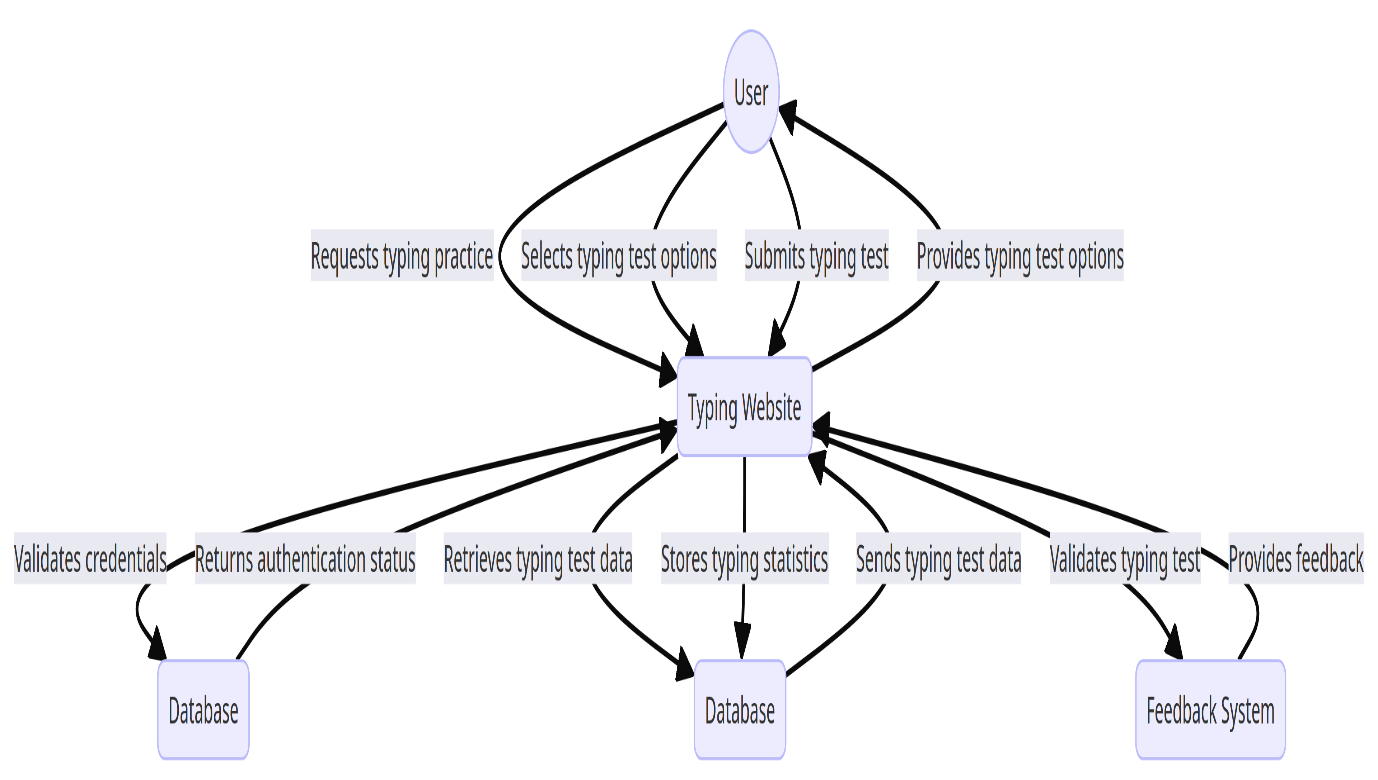 User
Requests typing practice
Selects typing test options
Submits typing test
Provides typing test options
Typing Website
Validates credentials
Returns authentication status
Retrieves typing test data
Stores typing statistics
Sends typing test data
Validates typing test
Provides feedback
Database
Database
Feedback System